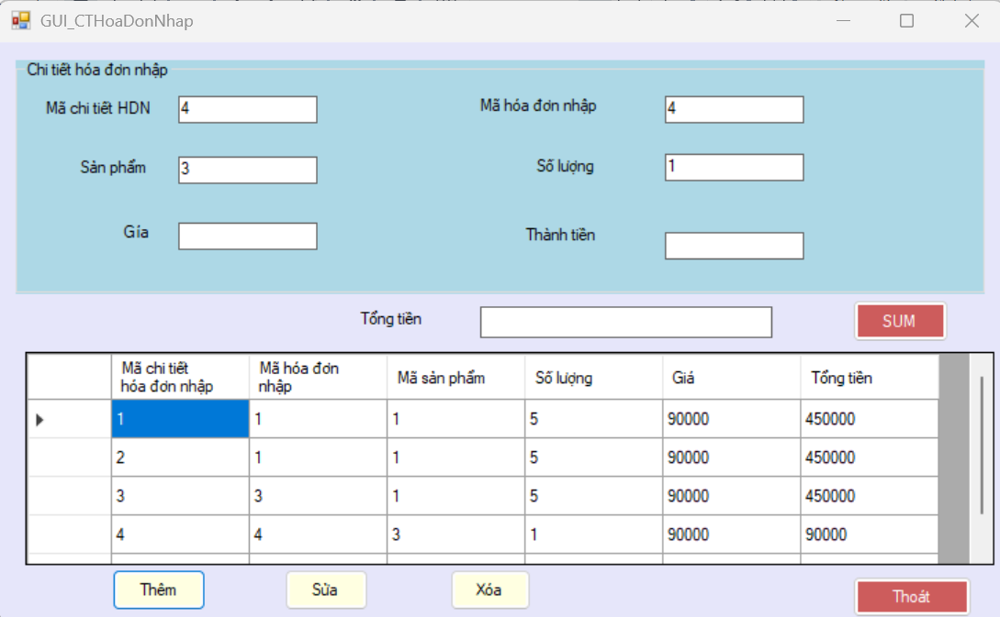 GUI_CTHoaDonNhap
Chi tiết hóa đơn nhập
Mã chi tiết HDN 4 Mã hóa đơn nhập 4
Sản phẩm 3 Số lượng 1
Gía Thành tiền
Tổng tiền SUM
Mã chi tiết hóa đơn nhập Mã hóa đơn nhập Mã sản phẩm Số lượng Giá Tổng tiền
1 1 1 5 90000 450000
2 1 1 5 90000 450000
3 3 1 5 90000 450000
4 4 3 1 90000 90000
Thêm Sửa Xóa Thoát